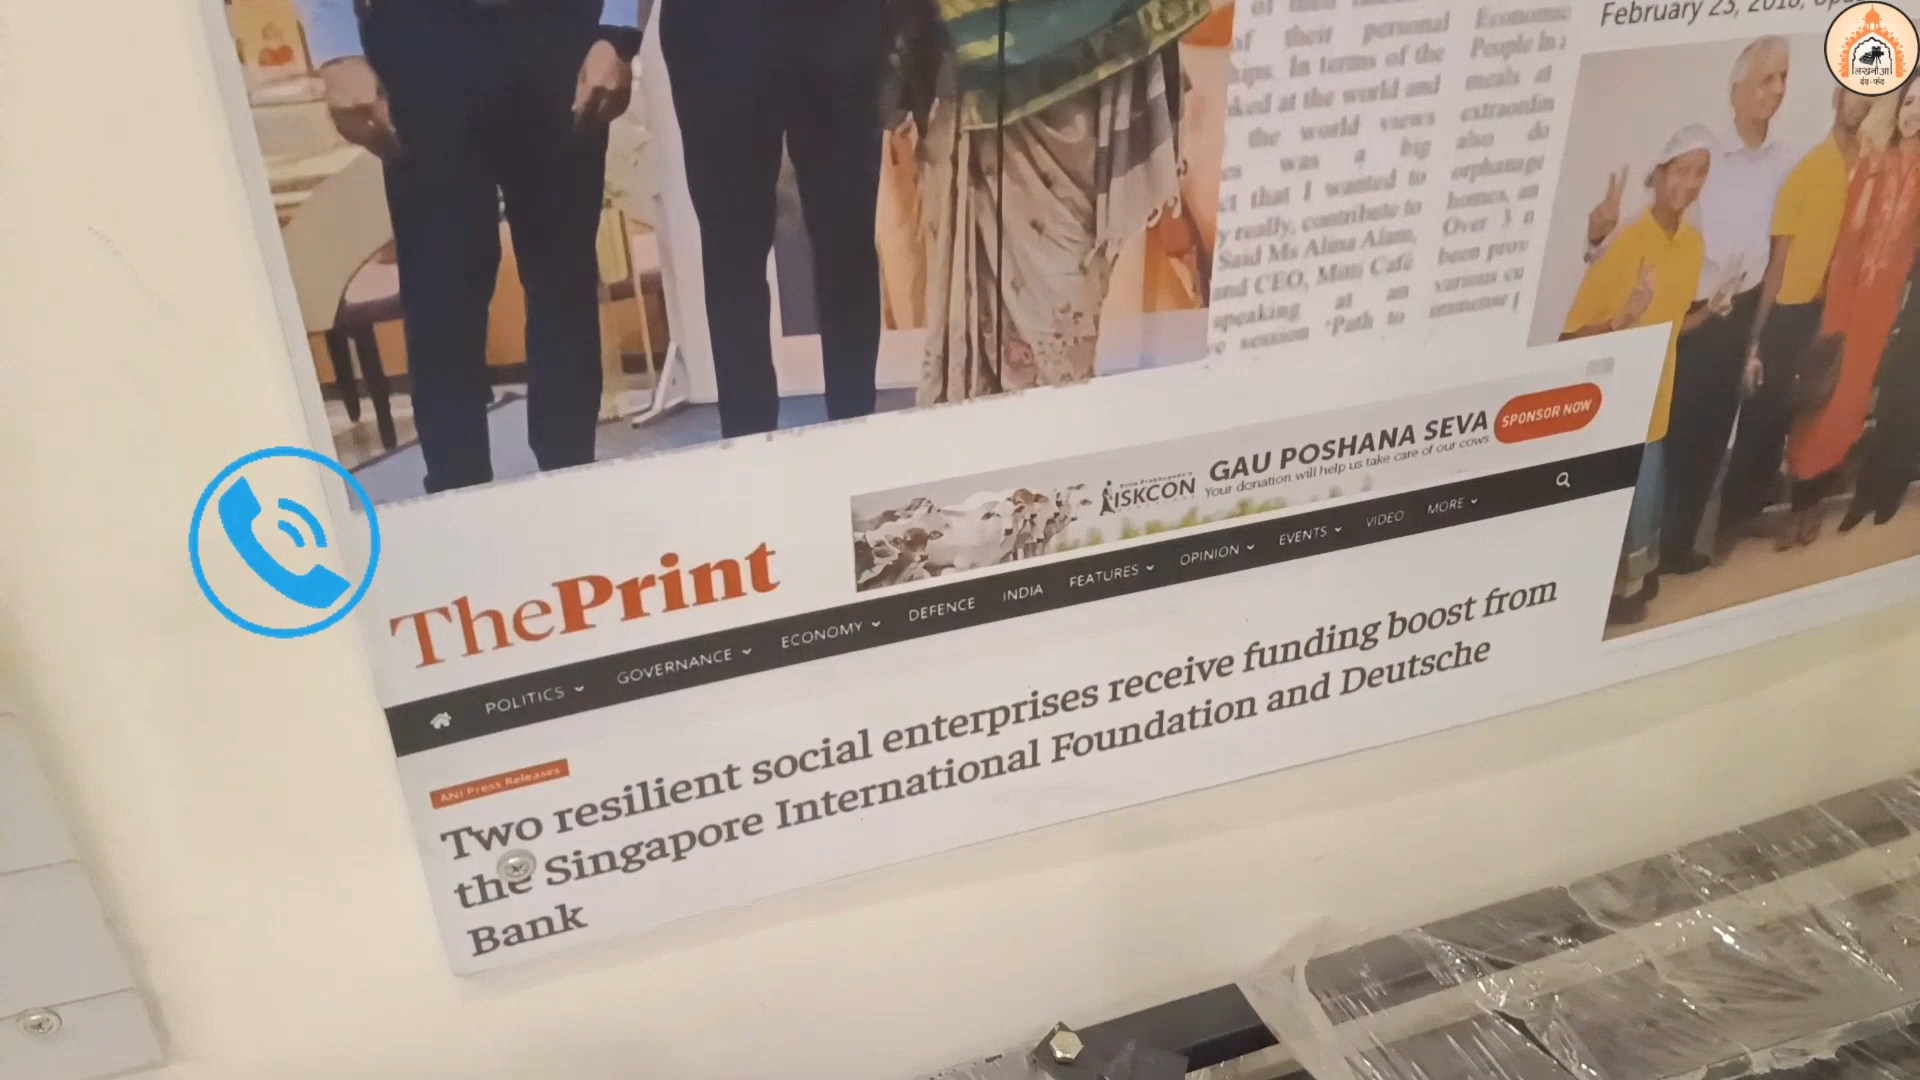 of their personal
ips. In terms of the
ked at the world and
the world views
was a big
t that I wanted to
y really, contribute to
Said Ms Alina Alam,
and CEO, Mitti Café
speaking at an
session 'Path to
Economic
People in
meals at
extraordin
also do
orphanage
homes, an
Over 3
been prov
various cu
immense
February 23, 2018,
लखनौआ
ISKCON
GAU POSHANA SEVA
Your donation will help us take care of our cows
SPONSOR NOW
ThePrint
POLITICS GOVERNANCE ECONOMY DEFENCE INDIA FEATURES OPINION EVENTS VIDEO MORE
ANI Press Releases
Two resilient social enterprises receive funding boost from
the Singapore International Foundation and Deutsche
Bank